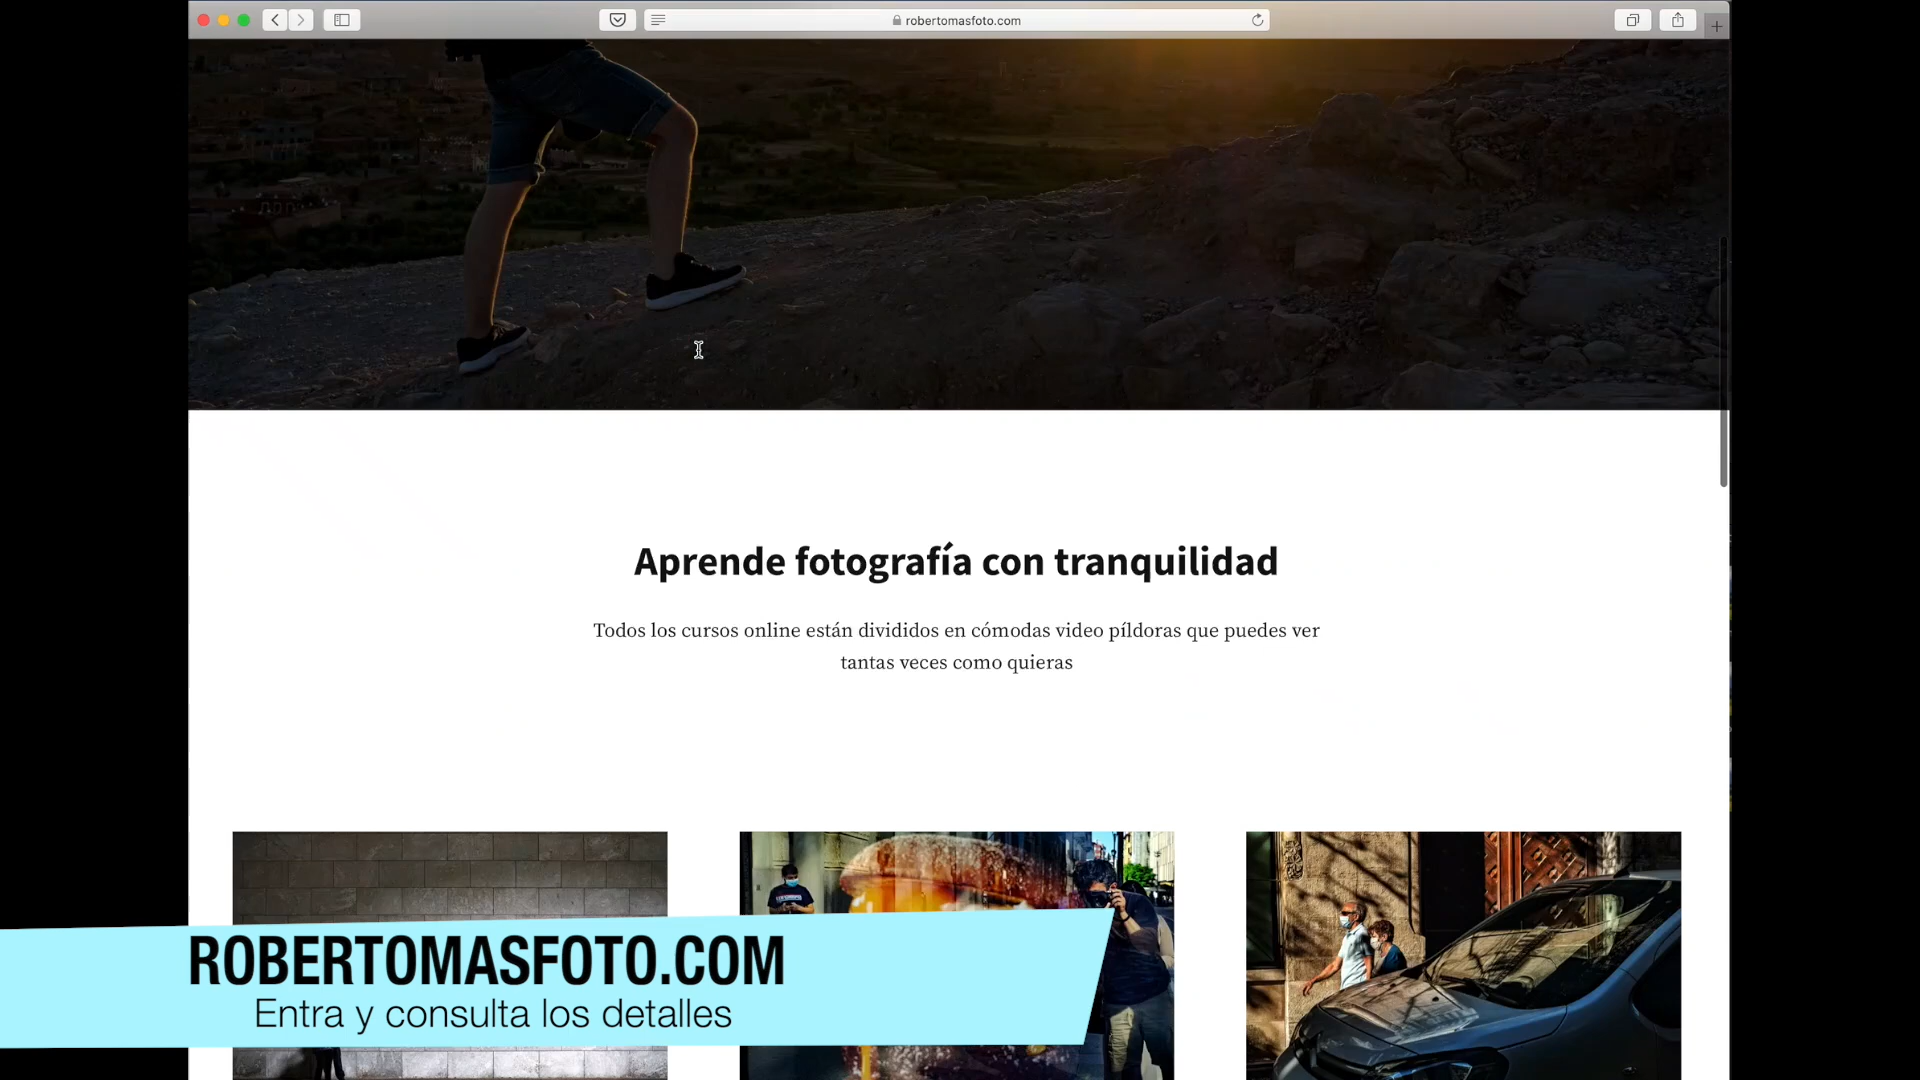 robertomasfoto.com
Aprende fotografía con tranquilidad
Todos los cursos online están divididos en cómodas video píldoras que puedes ver
tantas veces como quieras
ROBERTOMASFOTO.COM
Entra y consulta los detalles